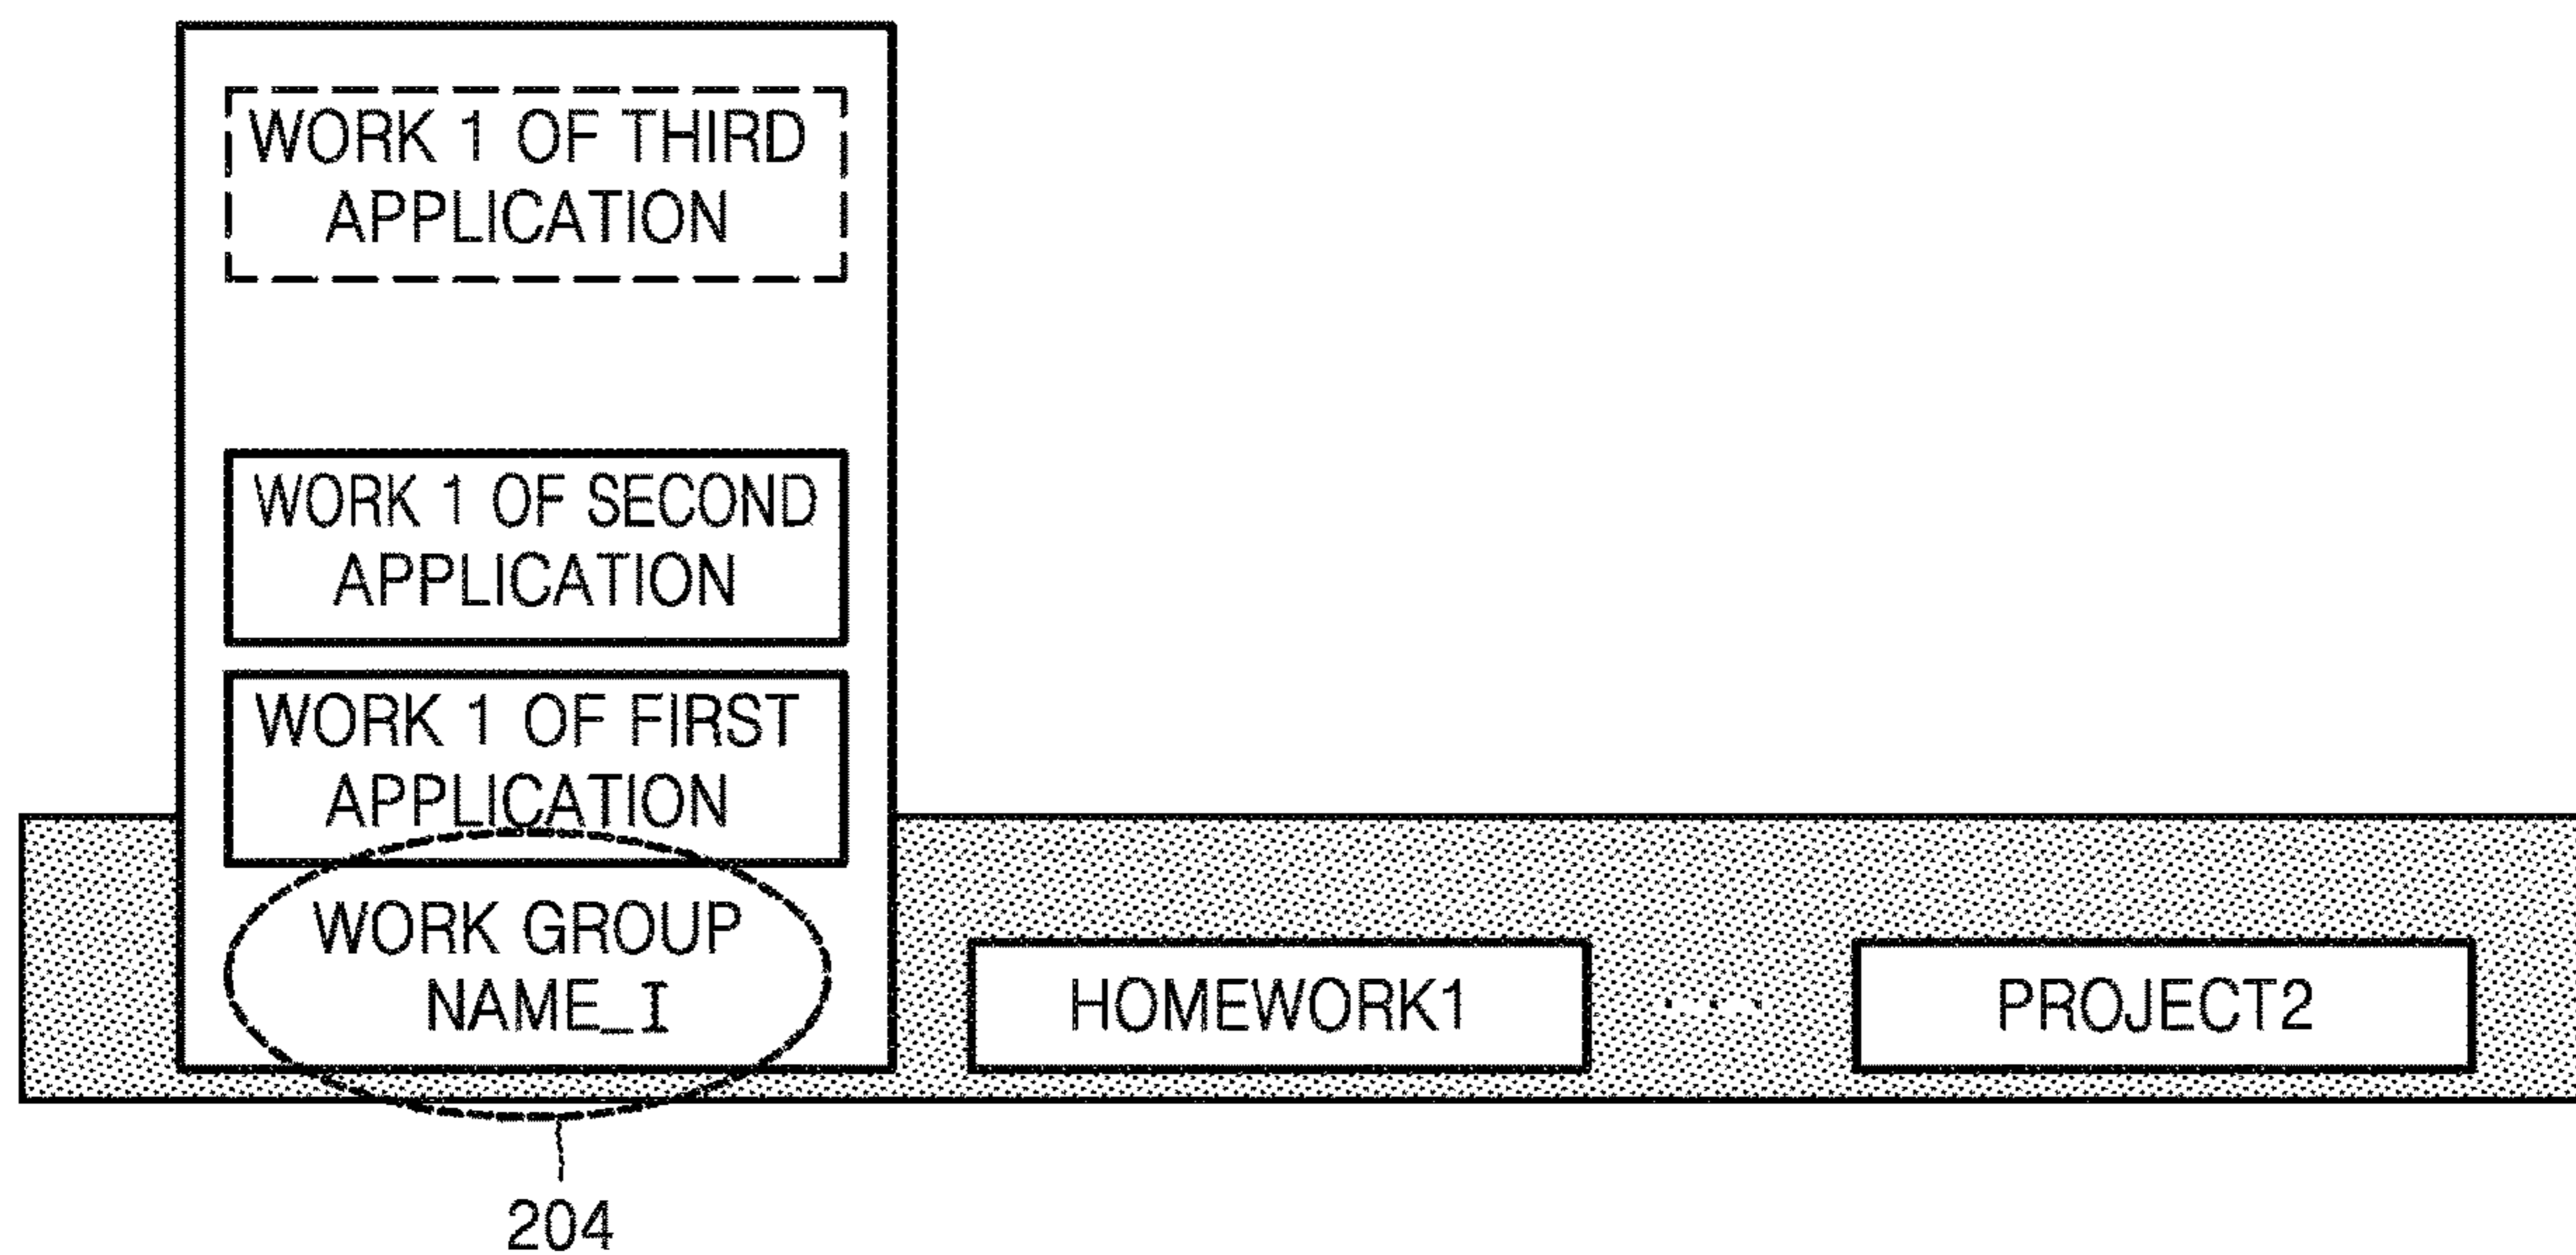 WORK 1 OF THIRD
APPLICATION
WORK 1 OF SECOND
APPLICATION
WORK 1 OF FIRST
APPLICATION
WORK GROUP
NAME_I
HOMEWORK1
...
PROJECT2
204